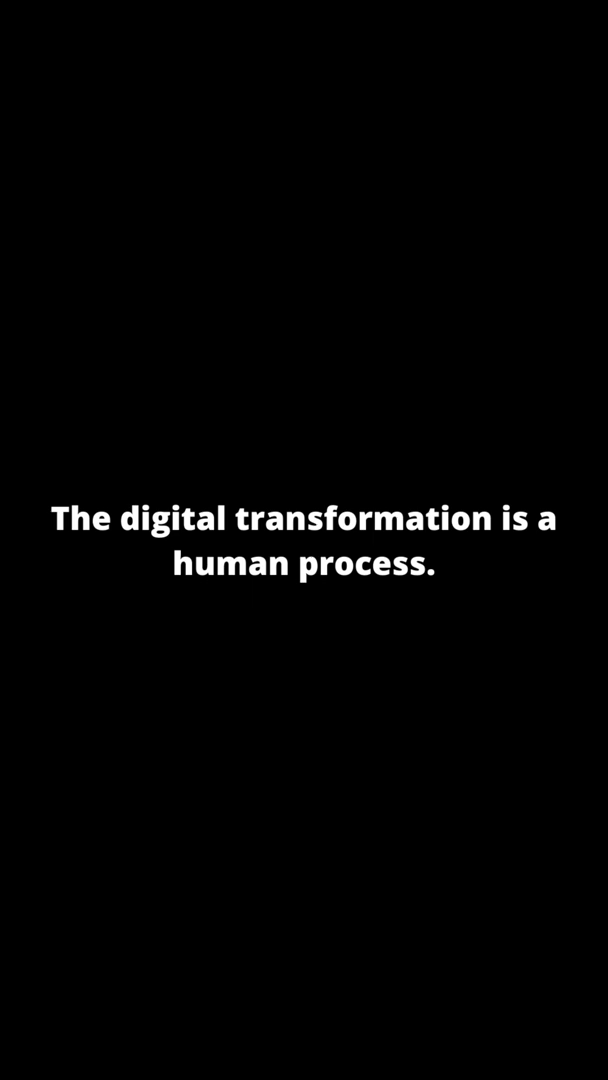 The digital transformation is a
human process.